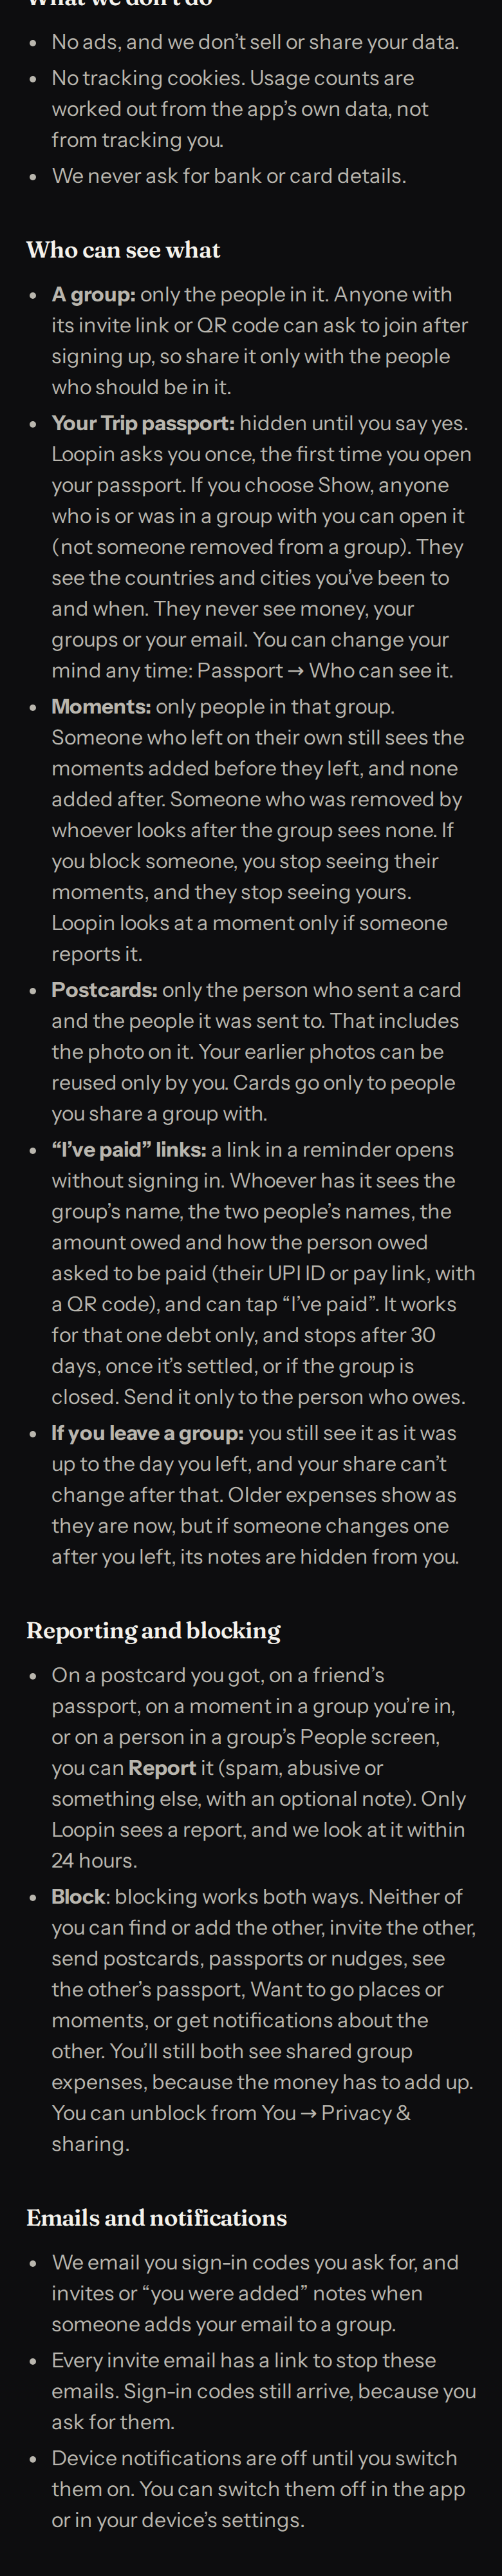 What we don't do
• No ads, and we don’t sell or share your data.
• No tracking cookies. Usage counts are
worked out from the app’s own data, not
from tracking you.
• We never ask for bank or card details.
Who can see what
• A group: only the people in it. Anyone with
its invite link or QR code can ask to join after
signing up, so share it only with the people
who should be in it.
• Your Trip passport: hidden until you say yes.
Loopin asks you once, the first time you open
your passport. If you choose Show, anyone
who is or was in a group with you can open it
(not someone removed from a group). They
see the countries and cities you’ve been to
and when. They never see money, your
groups or your email. You can change your
mind any time: Passport → Who can see it.
• Moments: only people in that group.
Someone who left on their own still sees the
moments added before they left, and none
added after. Someone who was removed by
whoever looks after the group sees none. If
you block someone, you stop seeing their
moments, and they stop seeing yours.
Loopin looks at a moment only if someone
reports it.
• Postcards: only the person who sent a card
and the people it was sent to. That includes
the photo on it. Your earlier photos can be
reused only by you. Cards go only to people
you share a group with.
• “I’ve paid” links: a link in a reminder opens
without signing in. Whoever has it sees the
group’s name, the two people’s names, the
amount owed and how the person owed
asked to be paid (their UPI ID or pay link, with
a QR code), and can tap “I’ve paid”. It works
for that one debt only, and stops after 30
days, once it’s settled, or if the group is
closed. Send it only to the person who owes.
• If you leave a group: you still see it as it was
up to the day you left, and your share can’t
change after that. Older expenses show as
they are now, but if someone changes one
after you left, its notes are hidden from you.
Reporting and blocking
• On a postcard you got, on a friend’s
passport, on a moment in a group you’re in,
or on a person in a group’s People screen,
you can Report it (spam, abusive or
something else, with an optional note). Only
Loopin sees a report, and we look at it within
24 hours.
• Block: blocking works both ways. Neither of
you can find or add the other, invite the other,
send postcards, passports or nudges, see
the other’s passport, Want to go places or
moments, or get notifications about the
other. You’ll still both see shared group
expenses, because the money has to add up.
You can unblock from You → Privacy &
sharing.
Emails and notifications
• We email you sign-in codes you ask for, and
invites or “you were added” notes when
someone adds your email to a group.
• Every invite email has a link to stop these
emails. Sign-in codes still arrive, because you
ask for them.
• Device notifications are off until you switch
them on. You can switch them off in the app
or in your device’s settings.